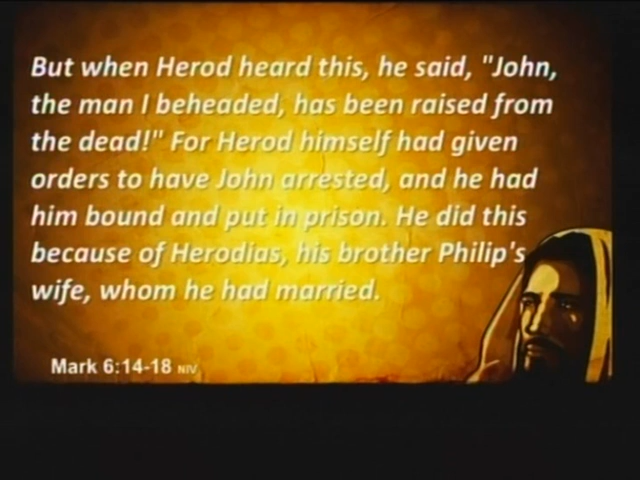 But when Herod heard this, he said, "John,
the man I beheaded, has been raised from
the dead!" For Herod himself had given
orders to have John arrested, and he had
him bound and put in prison. He did this
because of Herodias, his brother Philip's
wife, whom he had married.
Mark 6:14-18 NIV